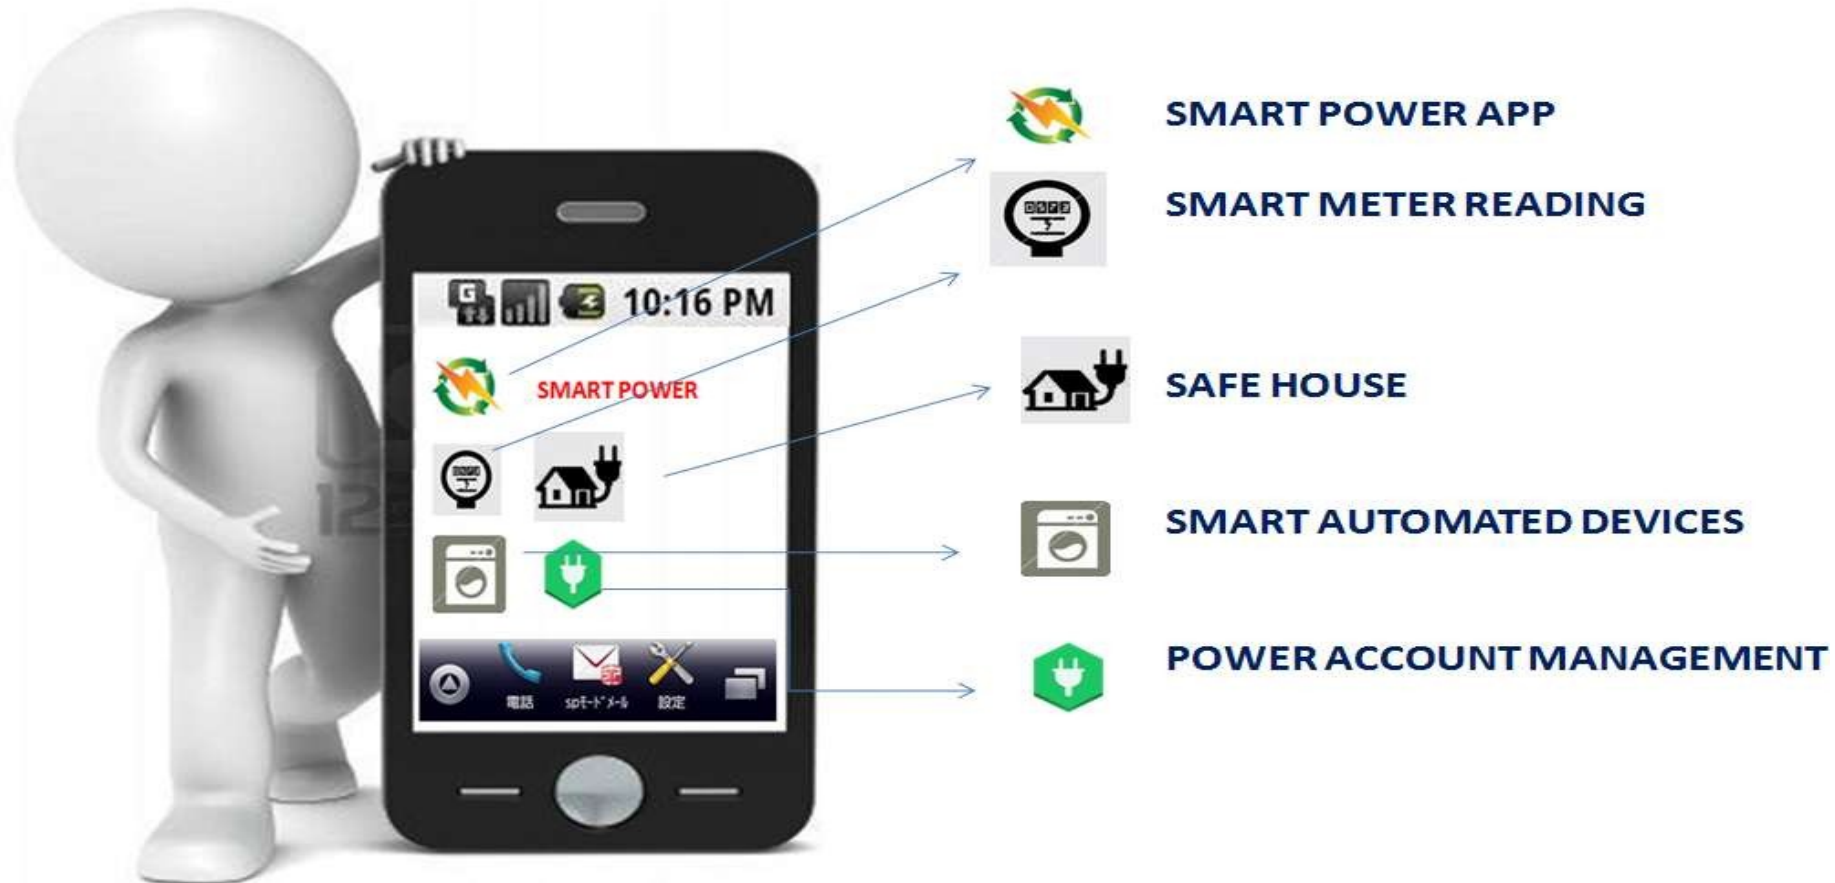 SMART POWER APP
SMART METER READING
SAFE HOUSE
SMART AUTOMATED DEVICES
POWER ACCOUNT MANAGEMENT
G
10:16 PM
SMART POWER
電話
spﾓｰﾄﾞﾒｰﾙ
設定